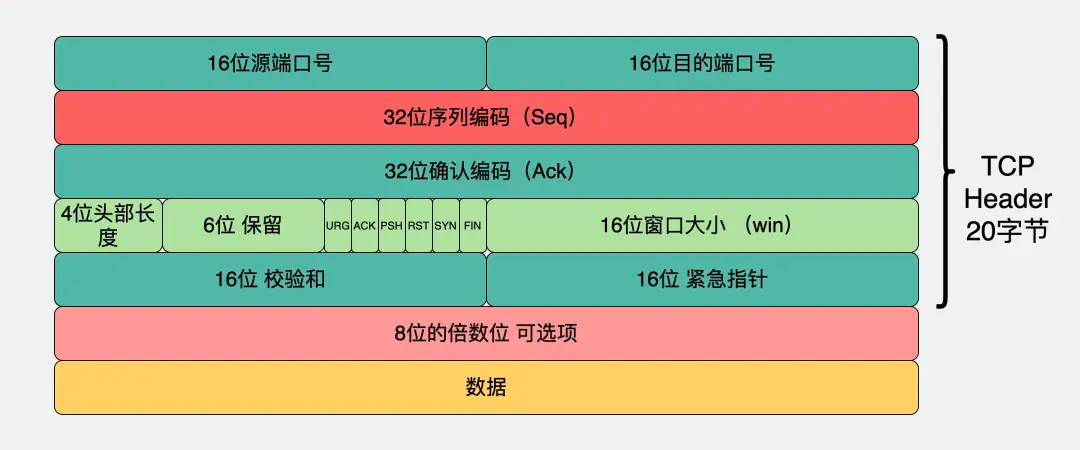 16位源端口号
16位目的端口号
32位序列编码（Seq）
32位确认编码（Ack）
4位头部长
度
6位 保留
URG
ACK
PSH
RST
SYN
FIN
16位窗口大小 （win）
16位 校验和
16位 紧急指针
8位的倍数位 可选项
数据
TCP
Header
20字节